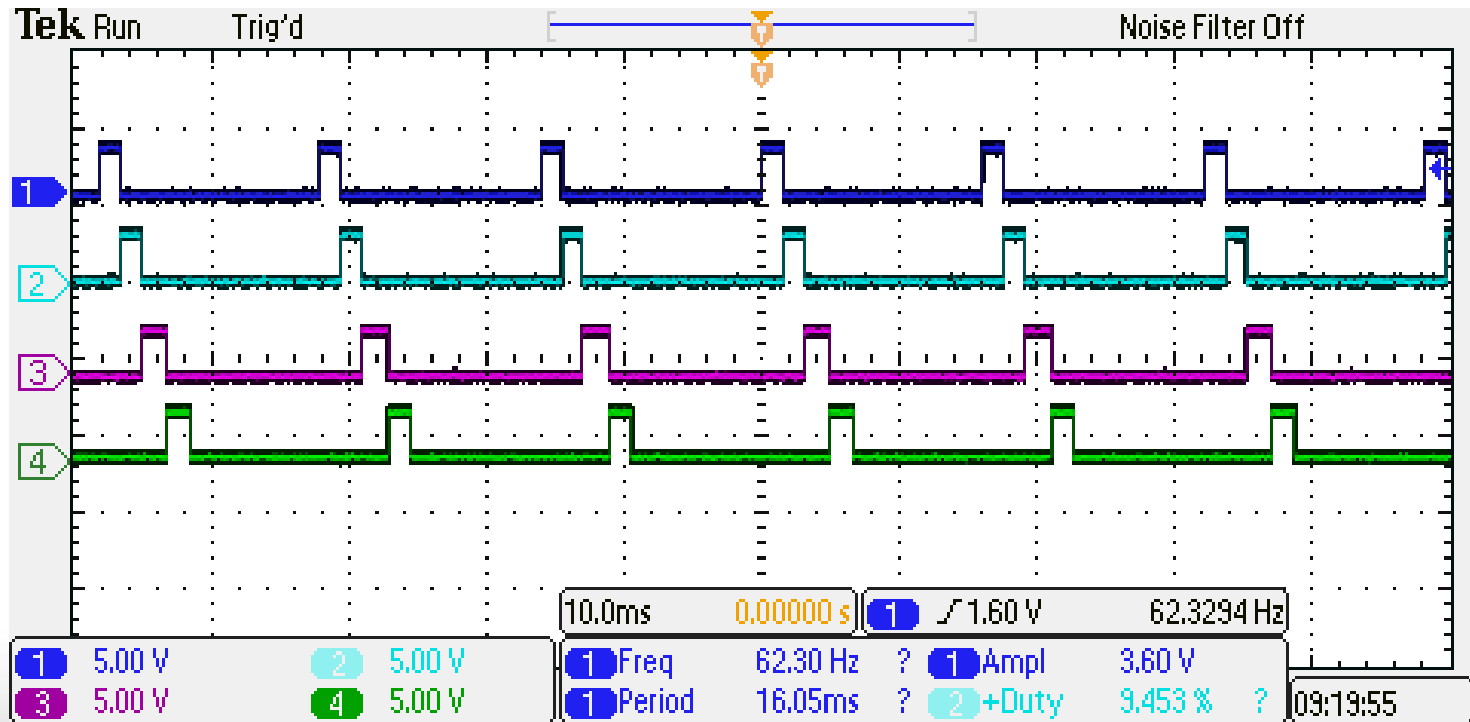 Tek Run Trig'd Noise Filter Off
T
T
1
2
3
4
10.0ms 0.00000 s 1 1.60 V 62.3294 Hz
1 5.00 V 2 5.00 V 1 Freq 62.30 Hz ? 1 Ampl 3.60 V
3 5.00 V 4 5.00 V 1 Period 16.05ms ? 2 +Duty 9.453 % ? 09:19:55